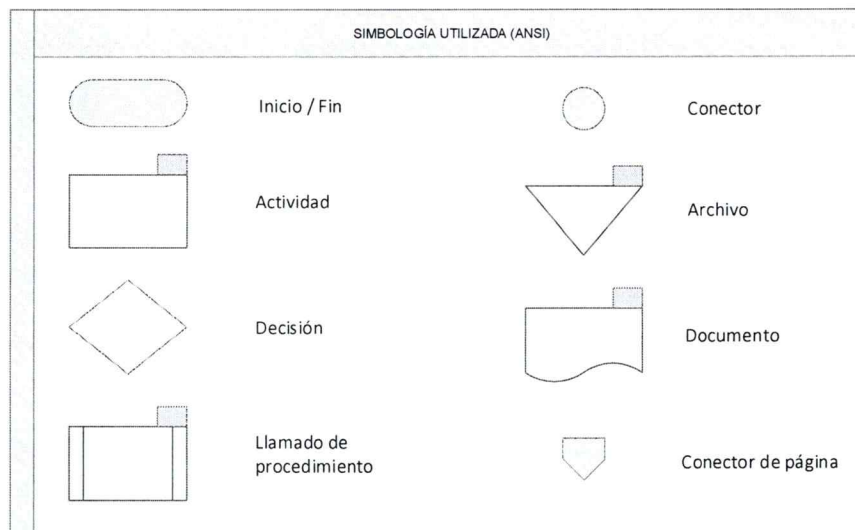 SIMBOLOGÍA UTILIZADA (ANSI)
Inicio / Fin
Conector
Actividad
Archivo
Decisión
Documento
Llamado de
procedimiento
Conector de página